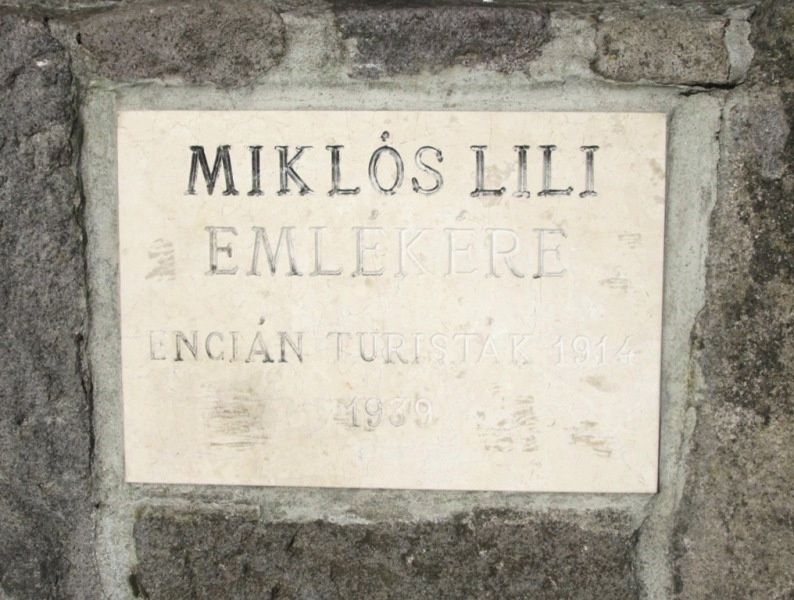 MIKLÓS LILI
EMLÉKÉRE
ENCIÁN TURISTÁK 1914
1939